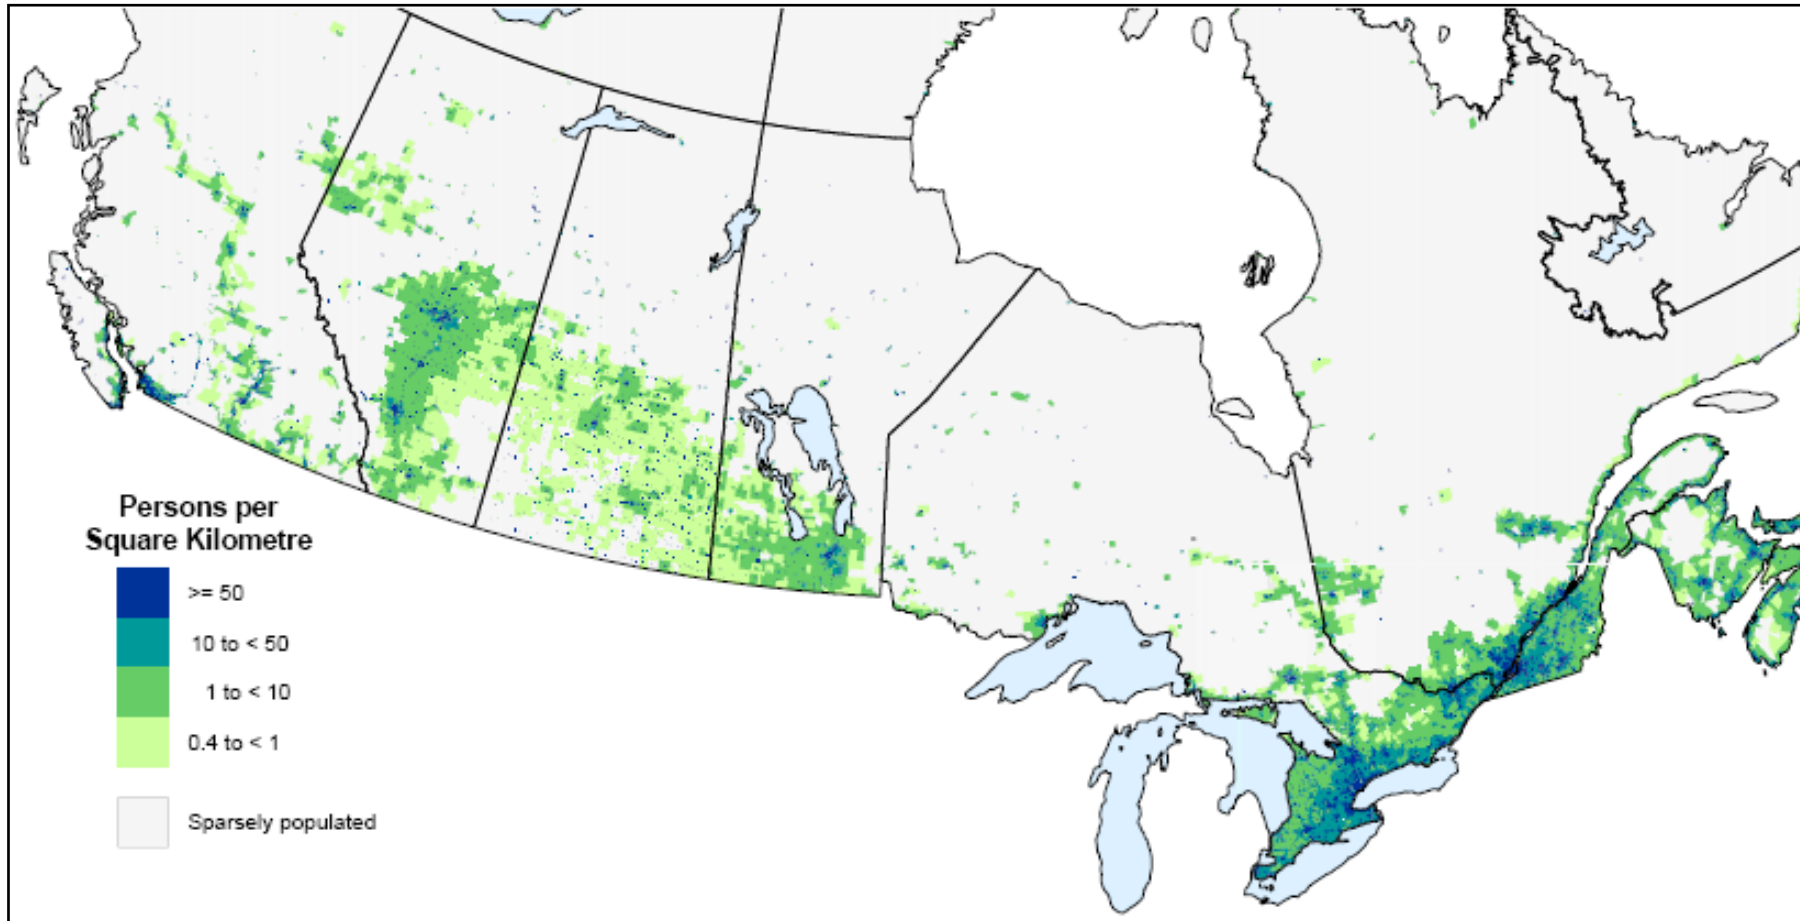 Persons per
Square Kilometre
>= 50
10 to < 50
1 to < 10
0.4 to < 1
Sparsely populated